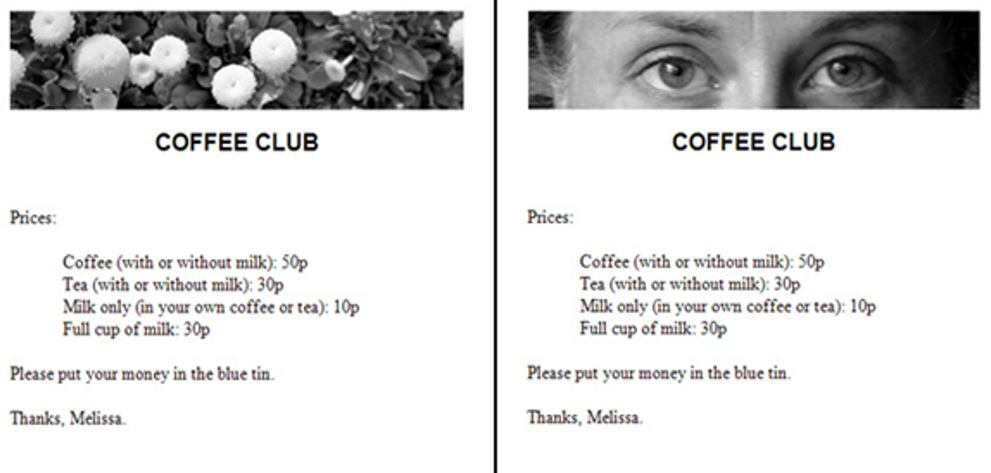 COFFEE CLUB
Prices:
Coffee (with or without milk): 50p
Tea (with or without milk): 30p
Milk only (in your own coffee or tea): 10p
Full cup of milk: 30p
Please put your money in the blue tin.
Thanks, Melissa.
COFFEE CLUB
Prices:
Coffee (with or without milk): 50p
Tea (with or without milk): 30p
Milk only (in your own coffee or tea): 10p
Full cup of milk: 30p
Please put your money in the blue tin.
Thanks, Melissa.